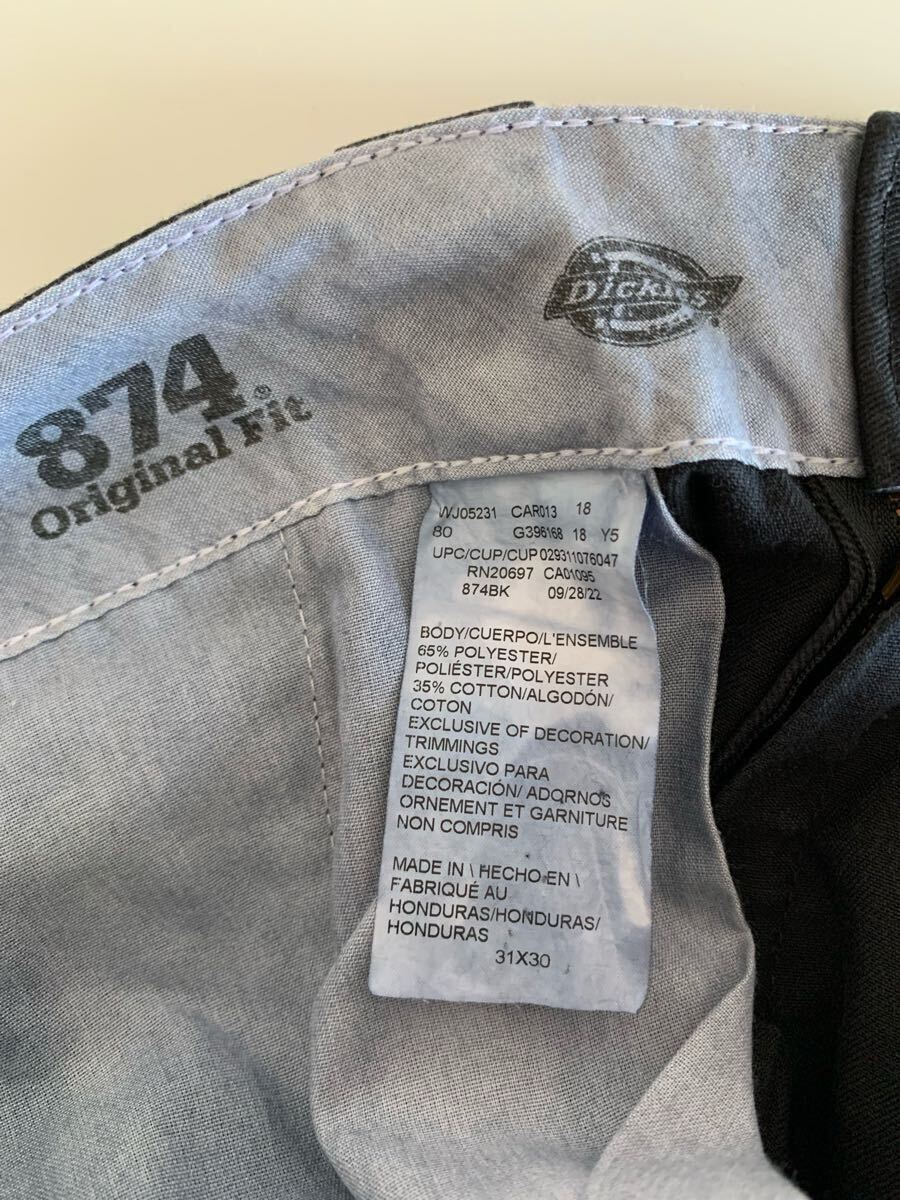 Dickies
874®
Original Fit
WJ05231 CAR013 18
80 G396168 18 Y5
UPC/CUP/CUP 029311076047
RN20697 CA01095
874BK 09/28/22
BODY/CUERPO/L'ENSEMBLE
65% POLYESTER/
POLIÉSTER/POLYESTER
35% COTTON/ALGODÓN/
COTON
EXCLUSIVE OF DECORATION/
TRIMMINGS
EXCLUSIVO PARA
DECORACIÓN/ ADORNOS
ORNEMENT ET GARNITURE
NON COMPRIS
MADE IN \ HECHO EN \
FABRIQUÉ AU
HONDURAS/HONDURAS/
HONDURAS
31X30